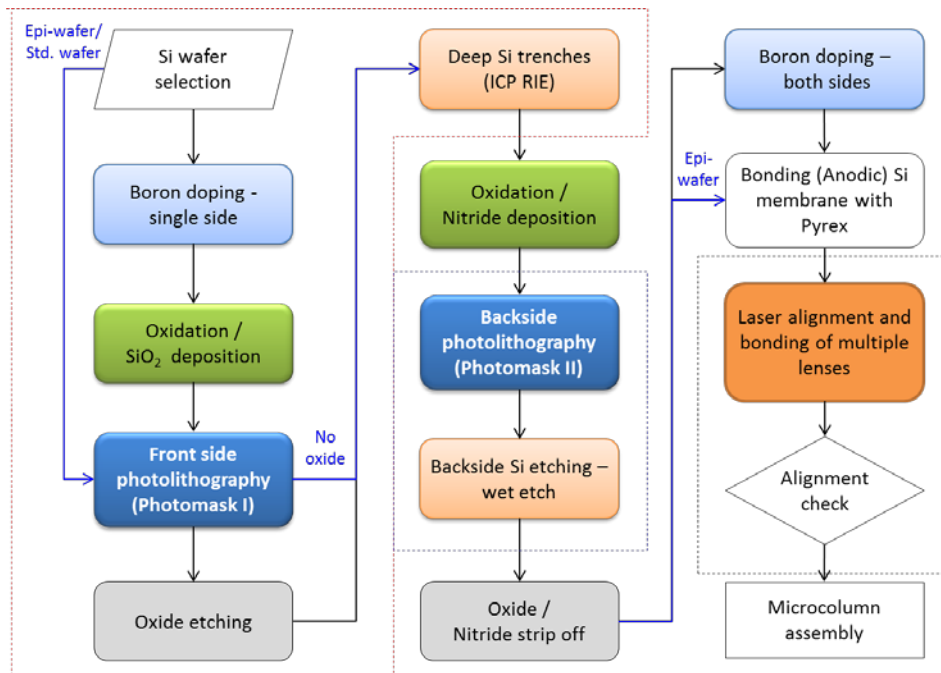 Epi-wafer/
Std. wafer
Si wafer
selection
Boron doping -
single side
Oxidation /
SiO₂ deposition
Front side
photolithography
(Photomask I)
No
oxide
Oxide etching
Deep Si trenches
(ICP RIE)
Oxidation /
Nitride deposition
Backside
photolithography
(Photomask II)
Backside Si etching –
wet etch
Oxide /
Nitride strip off
Epi-
wafer
Boron doping –
both sides
Bonding (Anodic) Si
membrane with
Pyrex
Laser alignment and
bonding of multiple
lenses
Alignment
check
Microcolumn
assembly